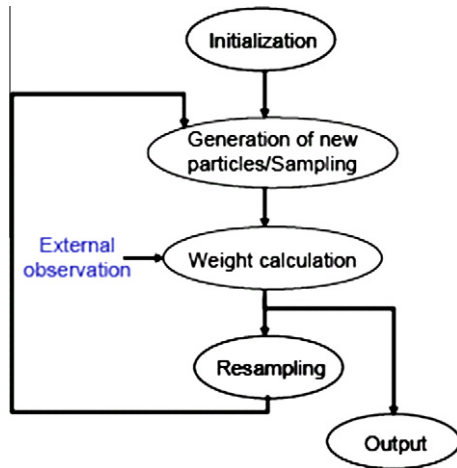 Initialization
Generation of new
particles/Sampling
External
observation
Weight calculation
Resampling
Output